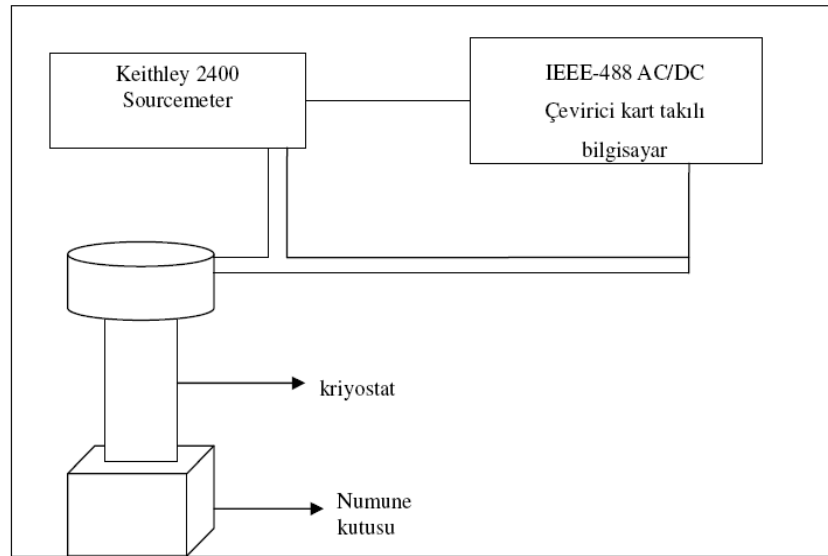 Keithley 2400
Sourcemeter
IEEE-488 AC/DC
Çevirici kart takılı
bilgisayar
kriyostat
Numune
kutusu